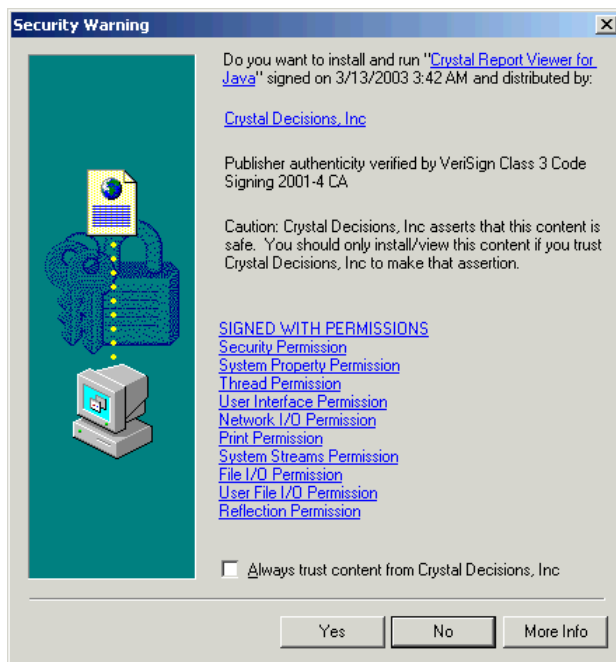 Security Warning
Do you want to install and run "Crystal Report Viewer for
Java" signed on 3/13/2003 3:42 AM and distributed by:
Crystal Decisions, Inc
Publisher authenticity verified by VeriSign Class 3 Code
Signing 2001-4 CA
Caution: Crystal Decisions, Inc asserts that this content is
safe. You should only install/view this content if you trust
Crystal Decisions, Inc to make that assertion.
SIGNED WITH PERMISSIONS
Security Permission
System Property Permission
Thread Permission
User Interface Permission
Network I/O Permission
Print Permission
System Streams Permission
File I/O Permission
User File I/O Permission
Reflection Permission
Always trust content from Crystal Decisions, Inc
Yes No More Info